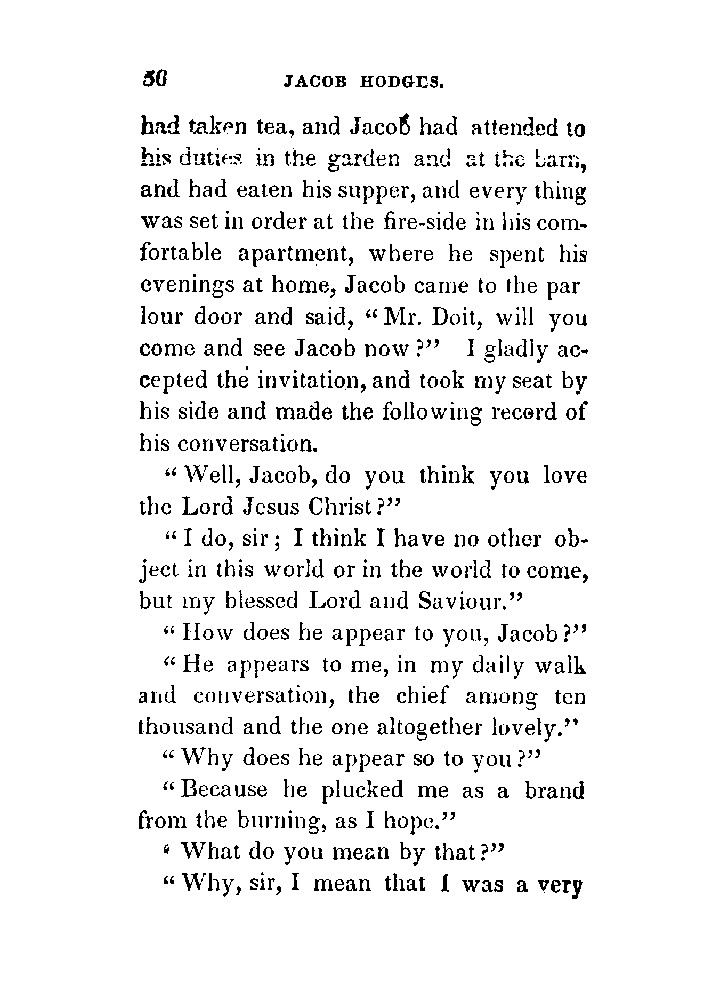 50 JACOB HODGES.
had taken tea, and Jacob had attended to
his duties in the garden and at the barn,
and had eaten his supper, and every thing
was set in order at the fire-side in his com-
fortable apartment, where he spent his
evenings at home, Jacob came to the par
lour door and said, “Mr. Doit, will you
come and see Jacob now?” I gladly ac-
cepted the invitation, and took my seat by
his side and made the following record of
his conversation.
“Well, Jacob, do you think you love
the Lord Jesus Christ?”
“I do, sir; I think I have no other ob-
ject in this world or in the world to come,
but my blessed Lord and Saviour.”
“How does he appear to you, Jacob?”
“He appears to me, in my daily walk
and conversation, the chief among ten
thousand and the one altogether lovely.”
“Why does he appear so to you?”
“Because he plucked me as a brand
from the burning, as I hope.”
‘ What do you mean by that?”
“Why, sir, I mean that I was a very